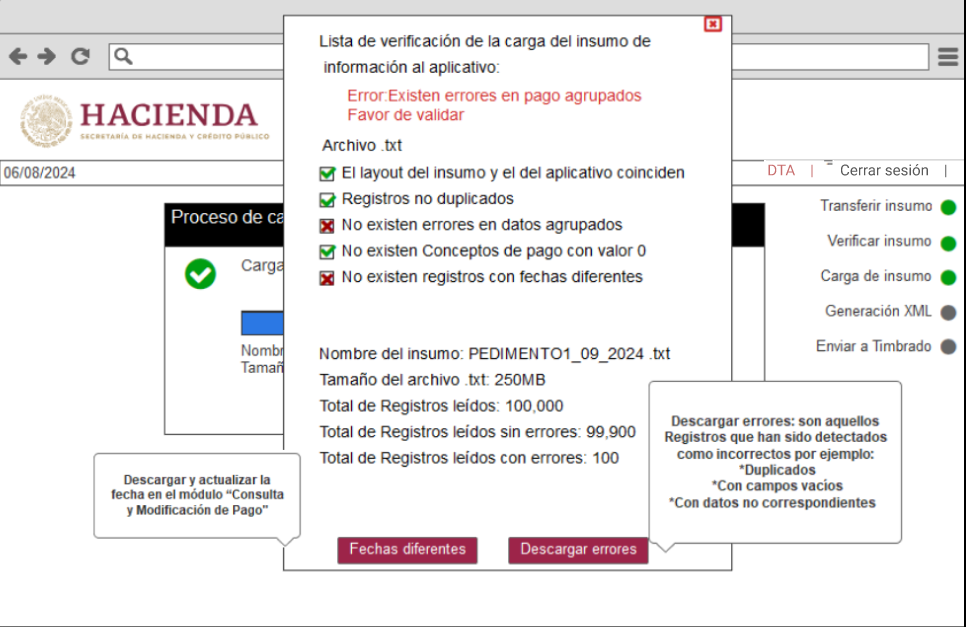 Lista de verificación de la carga del insumo de
información al aplicativo:
Error:Existen errores en pago agrupados
Favor de validar
Archivo .txt
El layout del insumo y el del aplicativo coinciden
Registros no duplicados
No existen errores en datos agrupados
No existen Conceptos de pago con valor 0
No existen registros con fechas diferentes
Nombre del insumo: PEDIMENTO1_09_2024 .txt
Tamaño del archivo .txt: 250MB
Total de Registros leídos: 100,000
Total de Registros leídos sin errores: 99,900
Total de Registros leídos con errores: 100
Fechas diferentes
Descargar errores
HACIENDA
SECRETARÍA DE HACIENDA Y CRÉDITO PÚBLICO
06/08/2024
DTA | Cerrar sesión |
Proceso de ca
Carga
Nombr
Tamañ
Transferir insumo
Verificar insumo
Carga de insumo
Generación XML
Enviar a Timbrado
Descargar y actualizar la
fecha en el módulo “Consulta
y Modificación de Pago"
Descargar errores: son aquellos
Registros que han sido detectados
como incorrectos por ejemplo:
*Duplicados
*Con campos vacíos
*Con datos no correspondientes